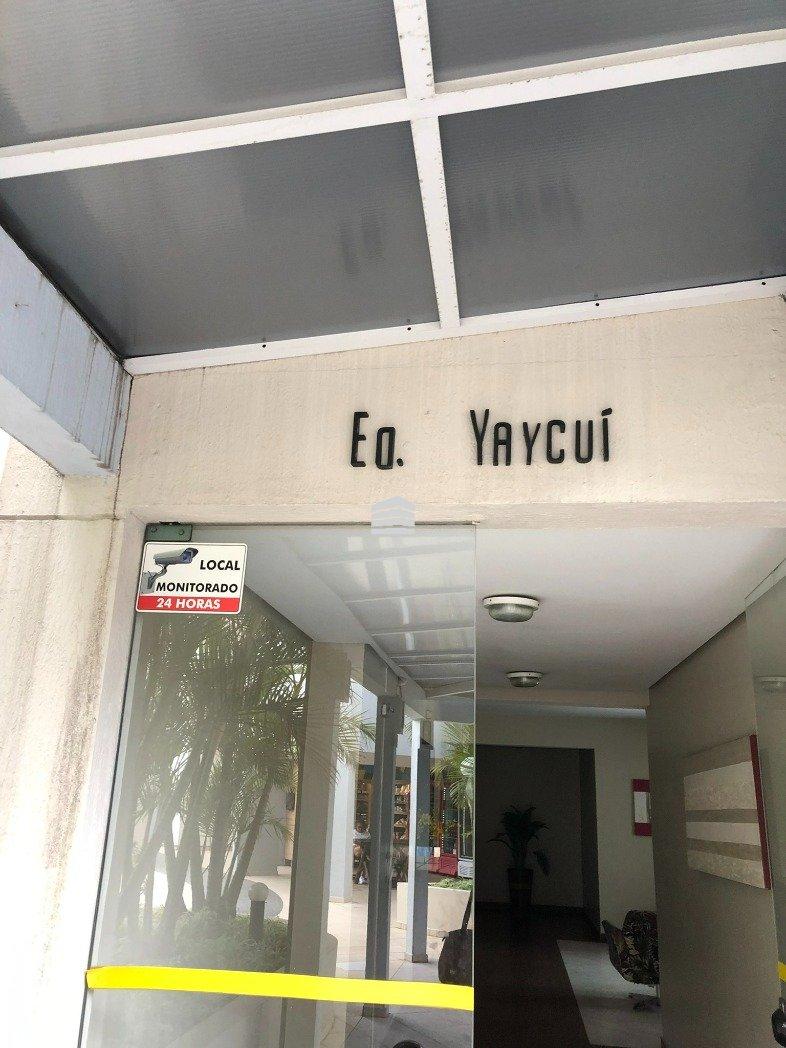 Ed. Yaycuí
LOCAL
MONITORADO
24 HORAS